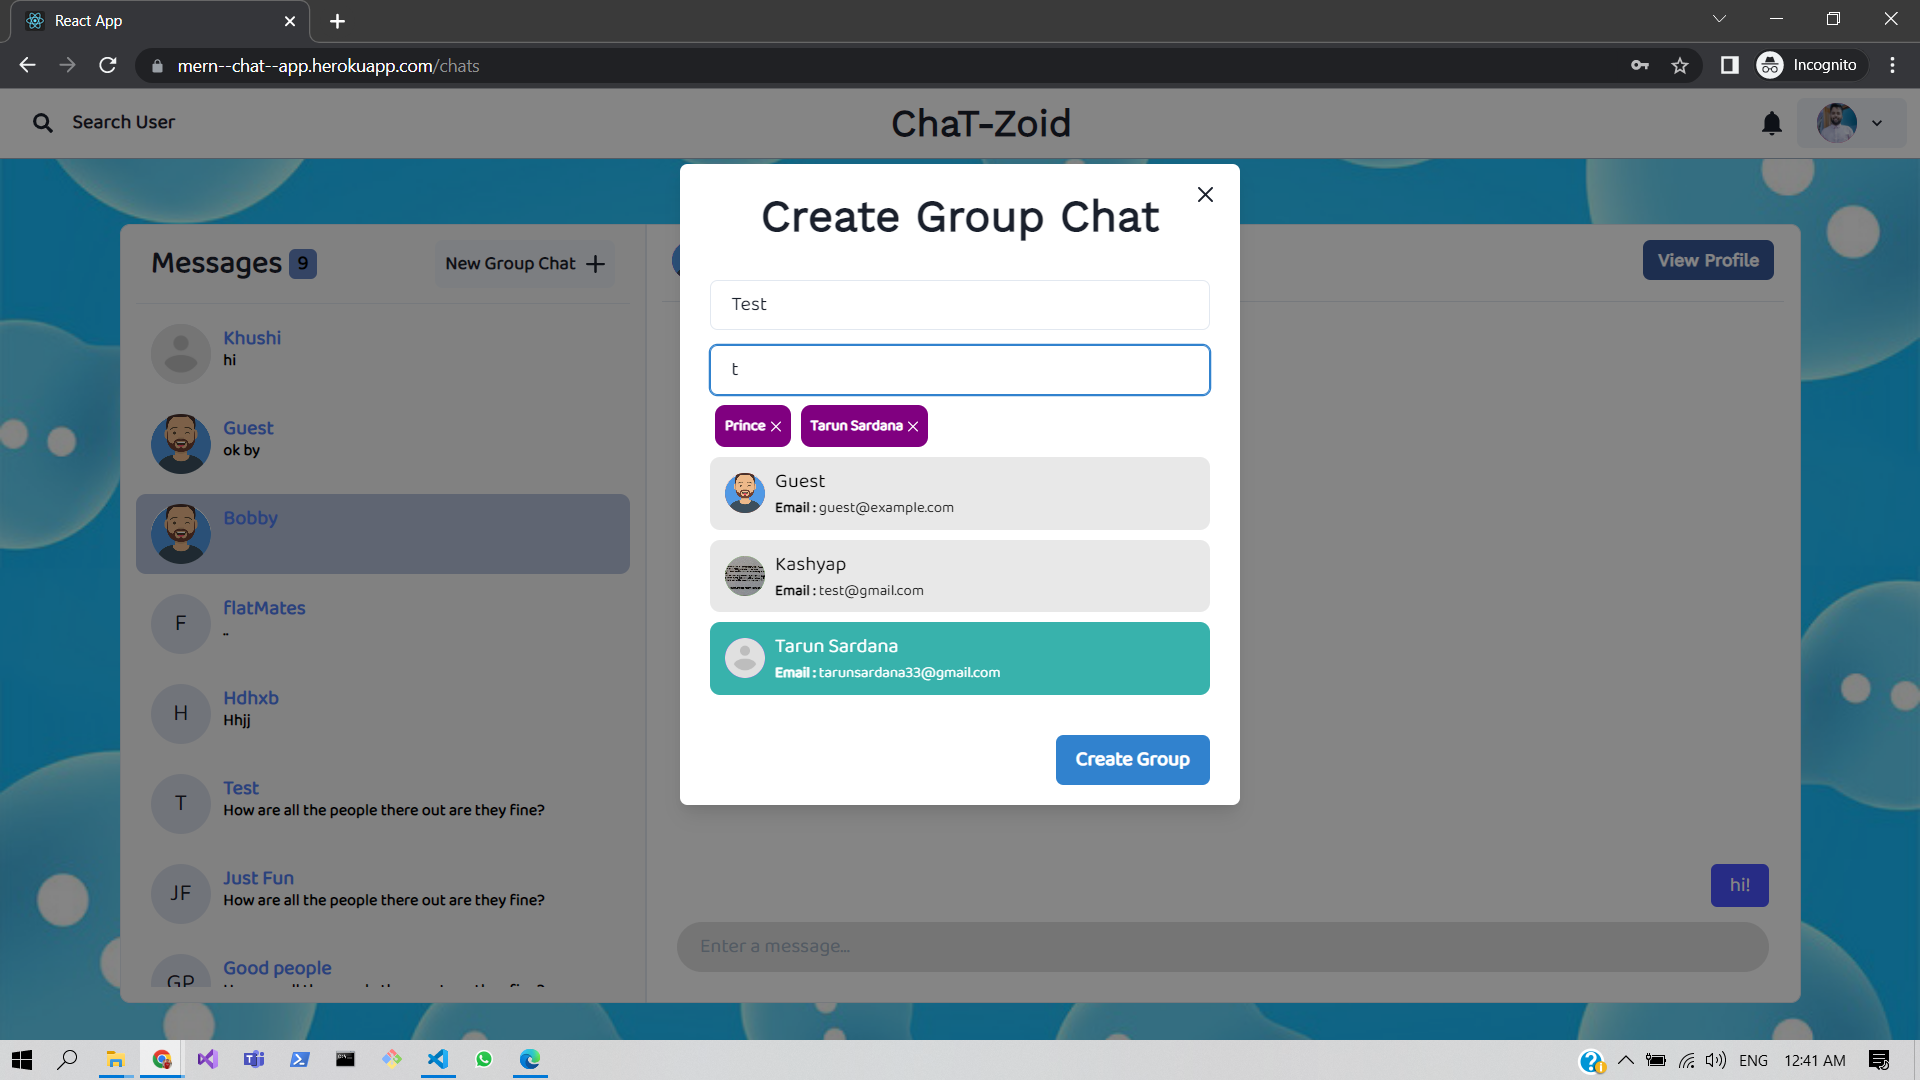 React App
mern--chat--app.herokuapp.com/chats
Incognito
Search User
ChaT-Zoid
Messages 9
New Group Chat
View Profile
Khushi
hi
Guest
ok by
Bobby
F
flatMates
..
H
Hdhxb
Hhjj
T
Test
How are all the people there out are they fine?
JF
Just Fun
How are all the people there out are they fine?
GP
Good people
Create Group Chat
Test
t
Prince
Tarun Sardana
Guest
Email : guest@example.com
Kashyap
Email : test@gmail.com
Tarun Sardana
Email : tarunsardana33@gmail.com
Create Group
hi!
Enter a message...
ENG
12:41 AM